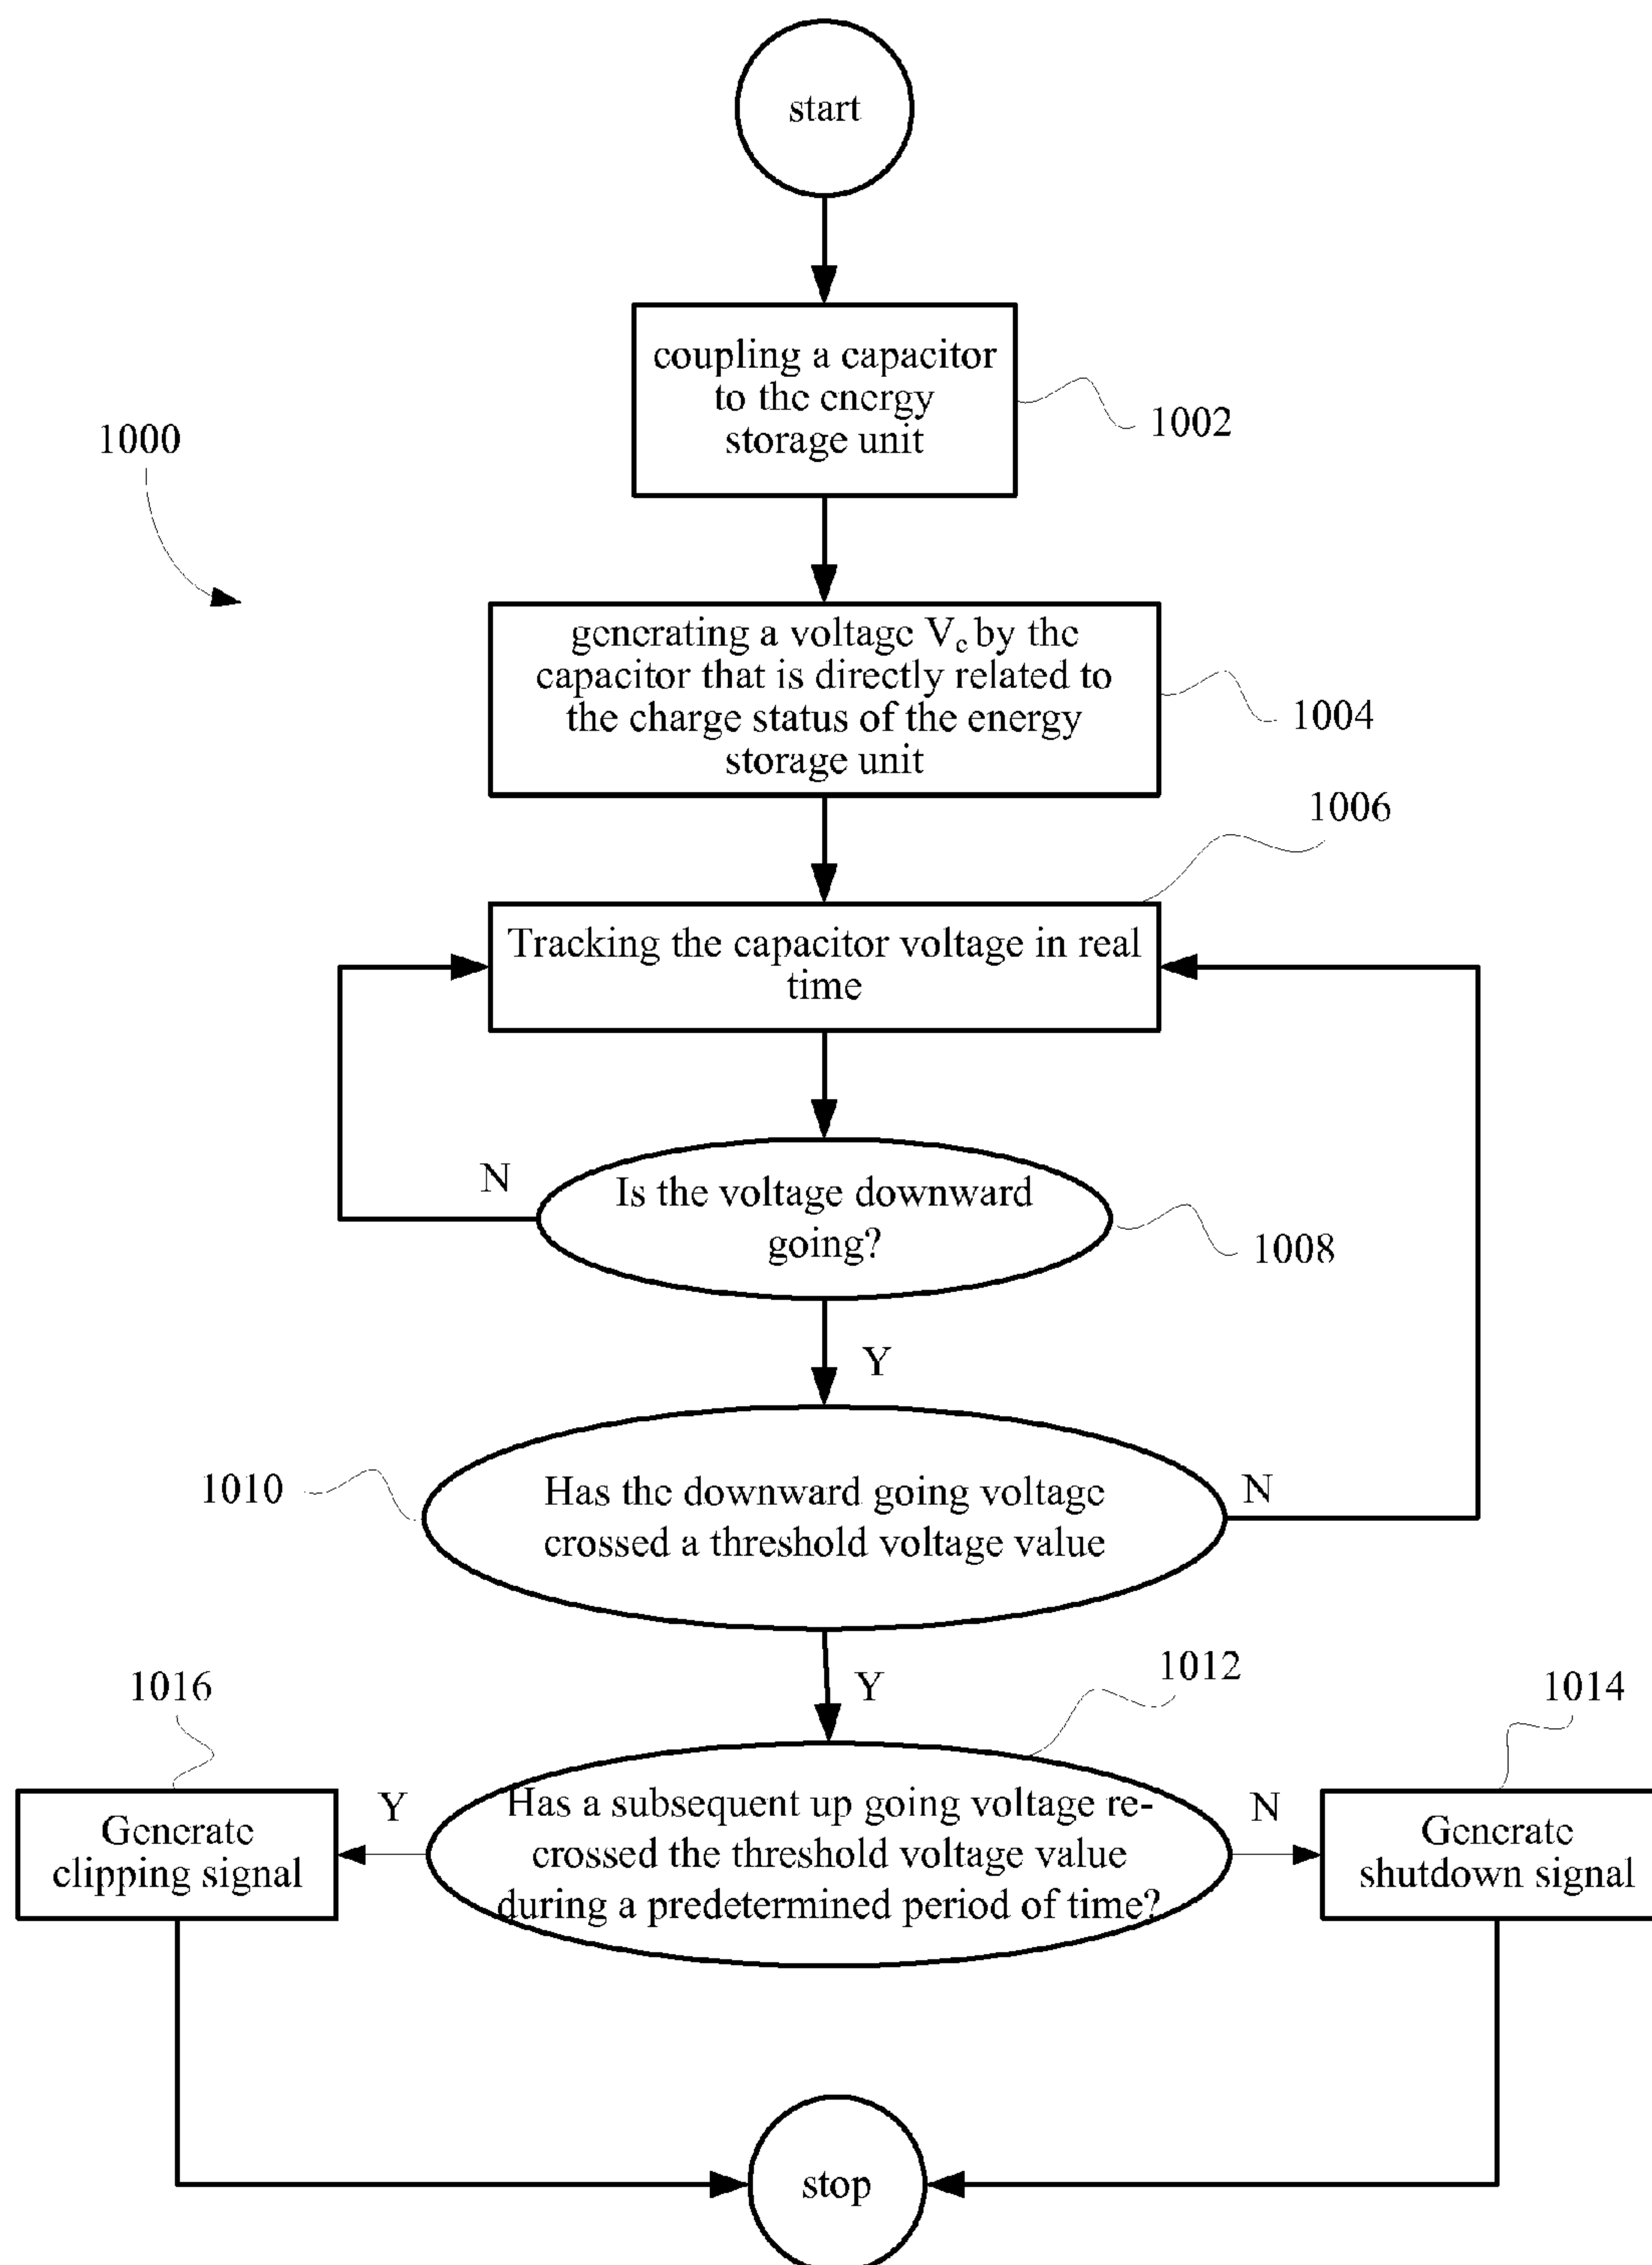 start
coupling a capacitor
to the energy
storage unit
1002
1000
generating a voltage Vc by the
capacitor that is directly related to
the charge status of the energy
storage unit
1004
1006
Tracking the capacitor voltage in real
time
N
Is the voltage downward
going?
1008
Y
1010
Has the downward going voltage
crossed a threshold voltage value
N
Y
1012
1016
1014
Generate
clipping signal
Y
Has a subsequent up going voltage re-
crossed the threshold voltage value
during a predetermined period of time?
N
Generate
shutdown signal
stop